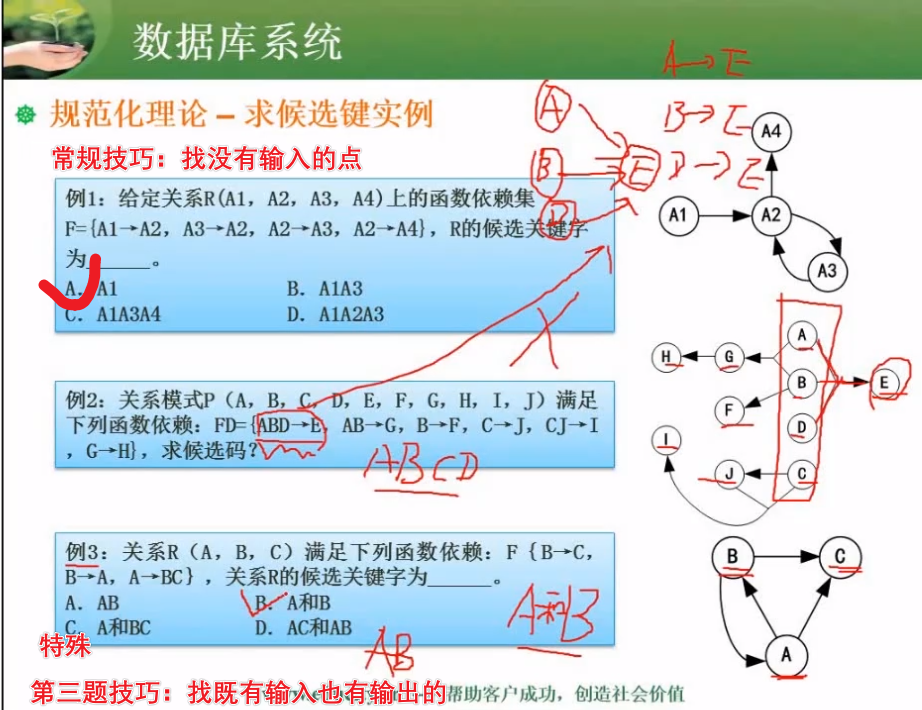 数据库系统
规范化理论 – 求候选键实例
常规技巧：找没有输入的点
例1：给定关系R(A1，A2，A3，A4)上的函数依赖集
F={A1→A2，A3→A2，A2→A3，A2→A4}，R的候选关键字
为______。
A．A1
B．A1A3
C．A1A3A4
D．A1A2A3
A→E
B→E
D→E
A
B
D
E
A4
A1
A2
A3
例2：关系模式P（A，B，C，D，E，F，G，H，I，J）满足
下列函数依赖：FD={ABD→E，AB→G，B→F，C→J，CJ→I
，G→H}，求候选码？
ABCD
A
H
G
B
E
F
D
I
J
C
例3：关系R（A，B，C）满足下列函数依赖：F｛B→C，
B→A，A→BC｝，关系R的候选关键字为______。
A．AB
B．A和B
C．A和BC
D．AC和AB
A和B
AB
B
C
A
特殊
第三题技巧：找既有输入也有输出的
帮助客户成功，创造社会价值